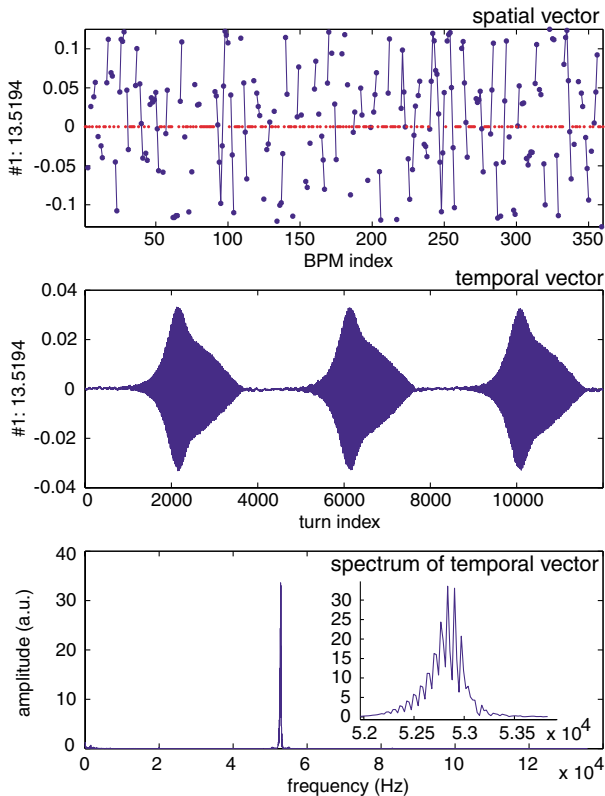 spatial vector
0.1
0.05
0
-0.05
-0.1
#1: 13.5194
50 100 150 200 250 300 350
BPM index
temporal vector
0.04
0.02
0
-0.02
-0.04
#1: 13.5194
0 2000 4000 6000 8000 10000
turn index
spectrum of temporal vector
40
30
20
10
0
amplitude (a.u.)
30
25
20
15
10
5
0
5.2 5.25 5.3 5.35
x 10^4
0 2 4 6 8 10 12 14
x 10^4
frequency (Hz)